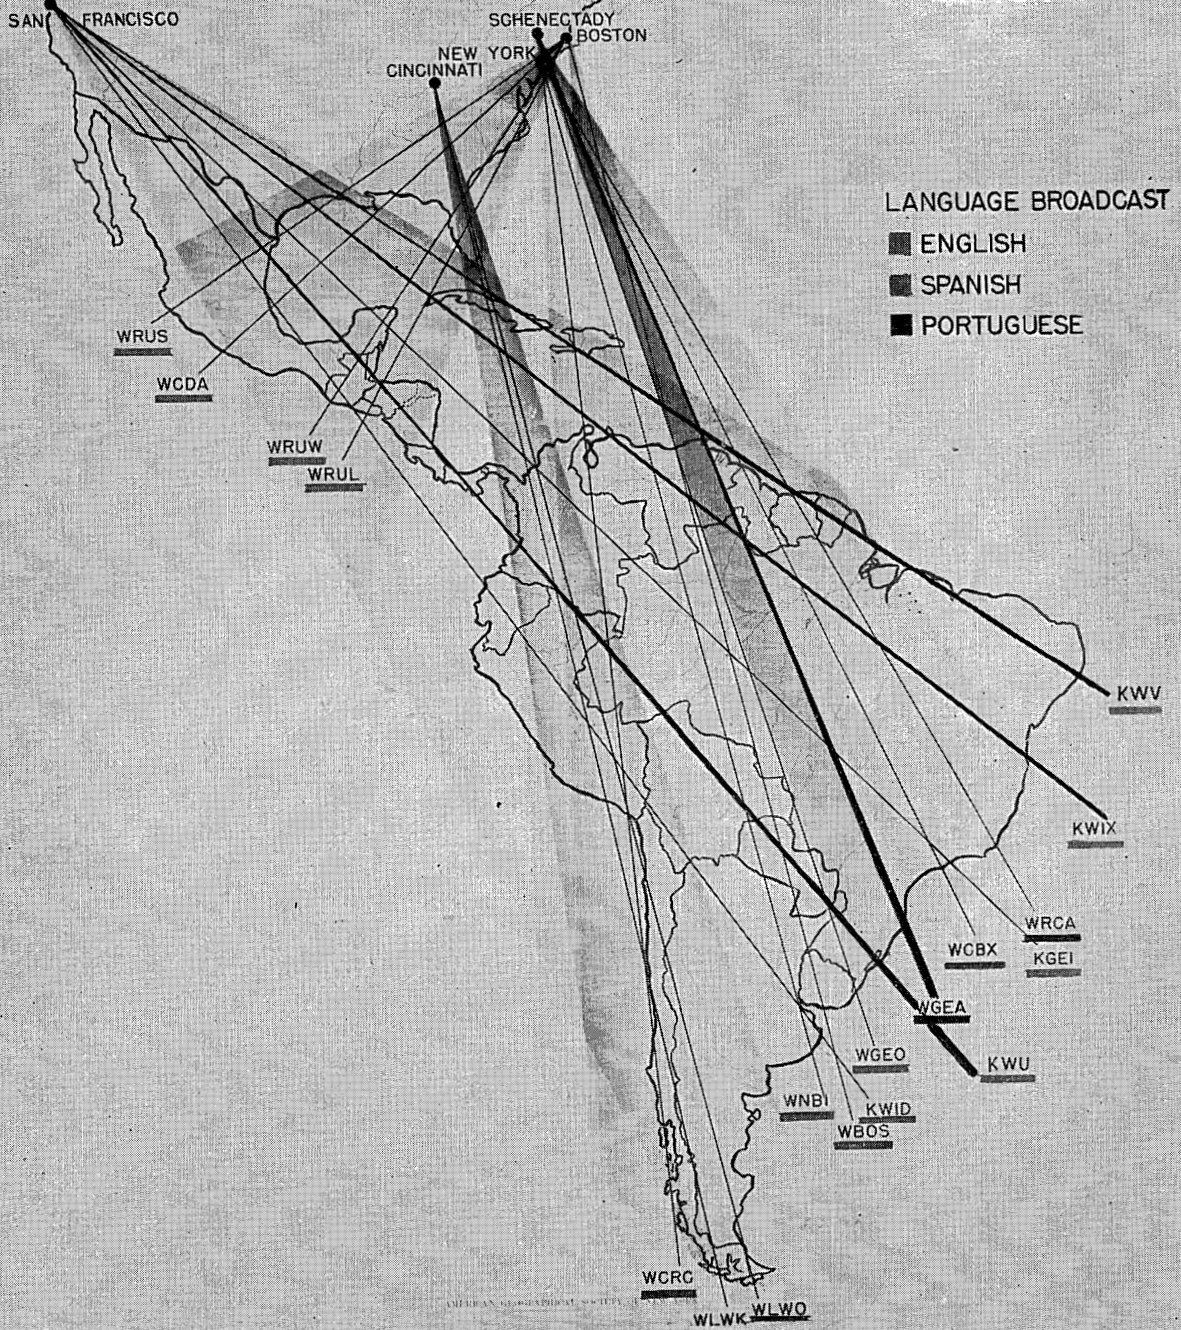 SAN FRANCISCO
SCHENECTADY
BOSTON
NEW YORK
CINCINNATI
LANGUAGE BROADCAST
ENGLISH
SPANISH
PORTUGUESE
WRUS
WCDA
WRUW
WRUL
KWV
KWIX
WRCA
WCBX
KGEI
WGEA
WGEO
KWU
WNBI
KWID
WBOS
WCRC
WLWK
WLWO